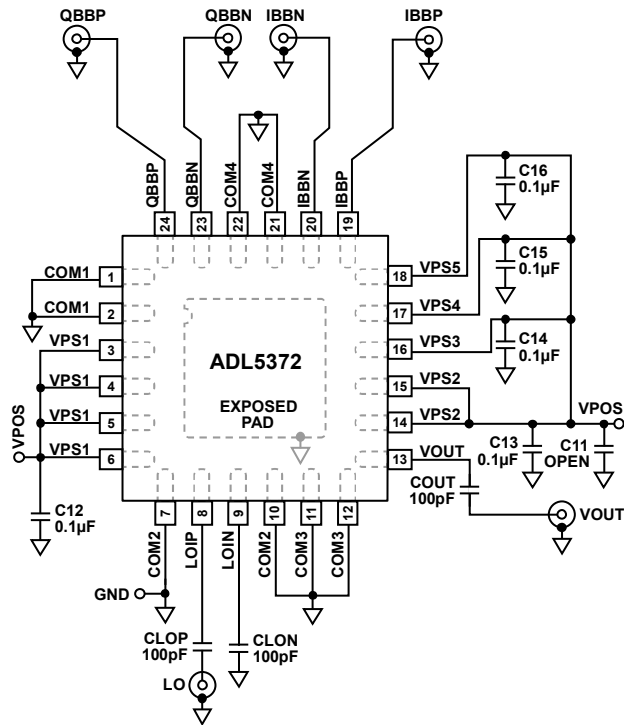 QBBP
QBBN
IBBN
IBBP
QBBP
QBBN
COM4
COM4
IBBN
IBBP
24
23
22
21
20
19
C16
0.1µF
C15
0.1µF
C14
0.1µF
COM1
1
COM1
2
VPS1
3
VPS1
4
VPS1
5
VPS1
6
VPOS
C12
0.1µF
ADL5372
EXPOSED
PAD
18
VPS5
17
VPS4
16
VPS3
15
VPS2
14
VPS2
13
VOUT
VPOS
C13
0.1µF
C11
OPEN
COUT
100pF
VOUT
7
8
9
10
11
12
COM2
LOIP
LOIN
COM2
COM3
COM3
GND
CLOP
100pF
CLON
100pF
LO